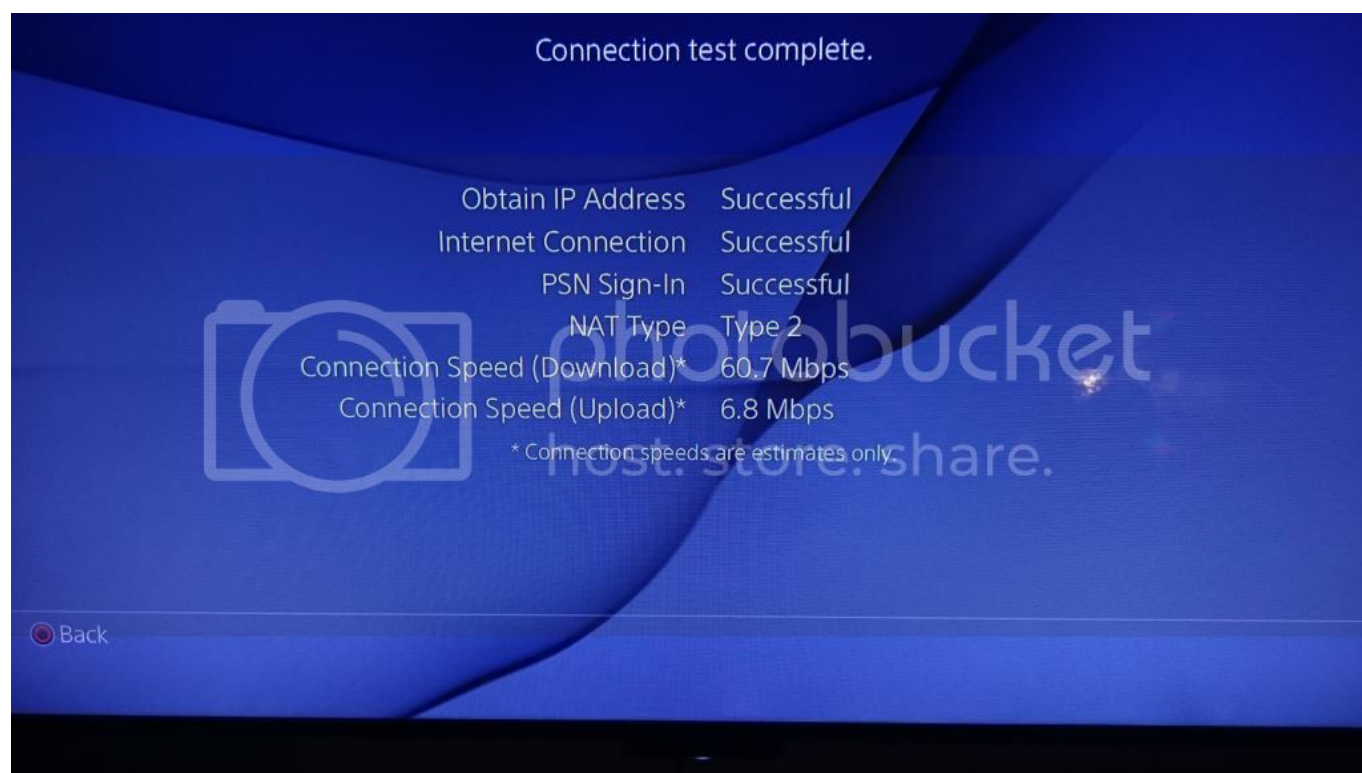 Connection test complete.
Obtain IP Address Successful
Internet Connection Successful
PSN Sign-In Successful
NAT Type Type 2
Connection Speed (Download)* 60.7 Mbps
Connection Speed (Upload)* 6.8 Mbps
* Connection speeds are estimates only.
photobucket
host. store. share.
Back